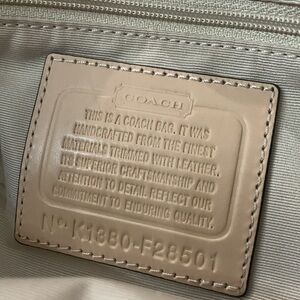 COACH
THIS IS A COACH BAG. IT WAS
HANDCRAFTED FROM THE FINEST
MATERIALS TRIMMED WITH LEATHER.
ITS SUPERIOR CRAFTSMANSHIP AND
ATTENTION TO DETAIL REFLECT OUR
COMMITMENT TO ENDURING QUALITY.
Nº K1380-F28501